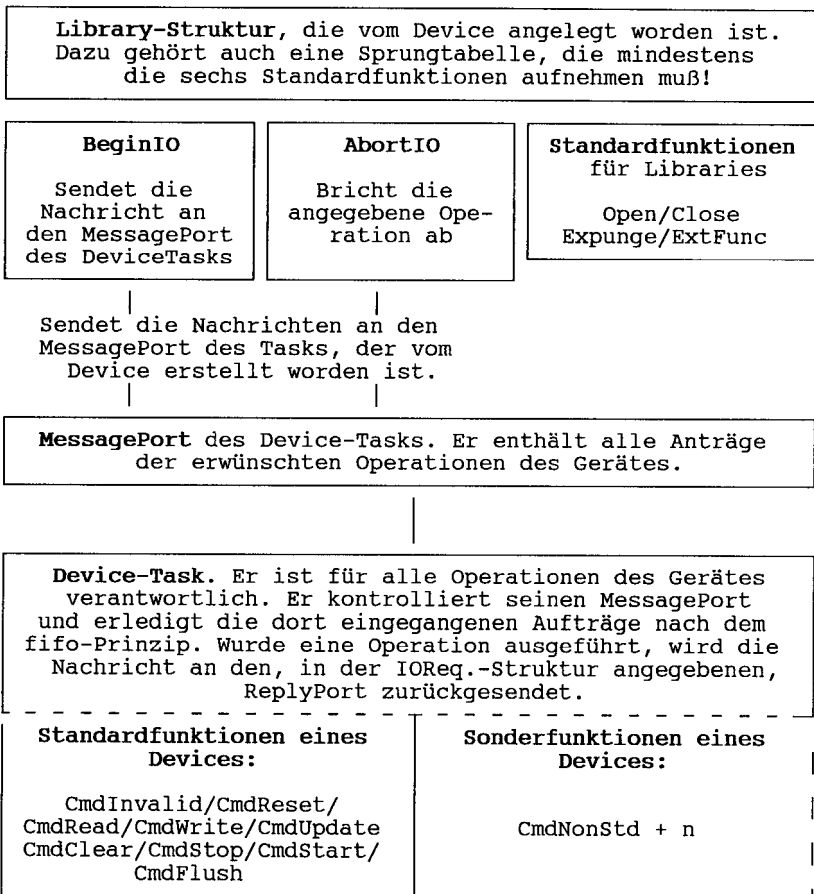 Library-Struktur, die vom Device angelegt worden ist.
Dazu gehört auch eine Sprungtabelle, die mindestens
die sechs Standardfunktionen aufnehmen muß!
BeginIO
Sendet die
Nachricht an
den MessagePort
des DeviceTasks
AbortIO
Bricht die
angegebene Ope-
ration ab
Standardfunktionen
für Libraries
Open/Close
Expunge/ExtFunc
Sendet die Nachrichten an den
MessagePort des Tasks, der vom
Device erstellt worden ist.
MessagePort des Device-Tasks. Er enthält alle Anträge
der erwünschten Operationen des Gerätes.
Device-Task. Er ist für alle Operationen des Gerätes
verantwortlich. Er kontrolliert seinen MessagePort
und erledigt die dort eingegangenen Aufträge nach dem
fifo-Prinzip. Wurde eine Operation ausgeführt, wird die
Nachricht an den, in der IOReq.-Struktur angegebenen,
ReplyPort zurückgesendet.
Standardfunktionen eines
Devices:
CmdInvalid/CmdReset/
CmdRead/CmdWrite/CmdUpdate
CmdClear/CmdStop/CmdStart/
CmdFlush
Sonderfunktionen eines
Devices:
CmdNonStd + n